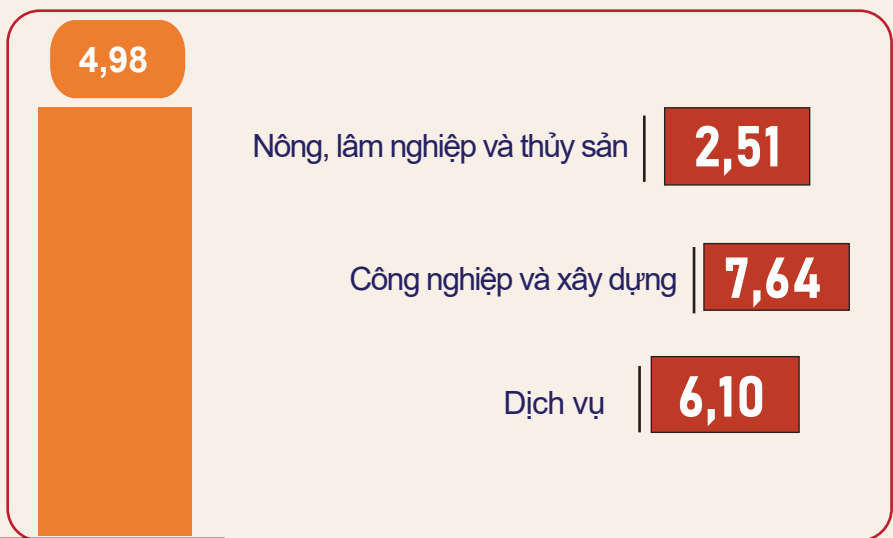 4,98
Nông, lâm nghiệp và thủy sản
2,51
Công nghiệp và xây dựng
7,64
Dịch vụ
6,10